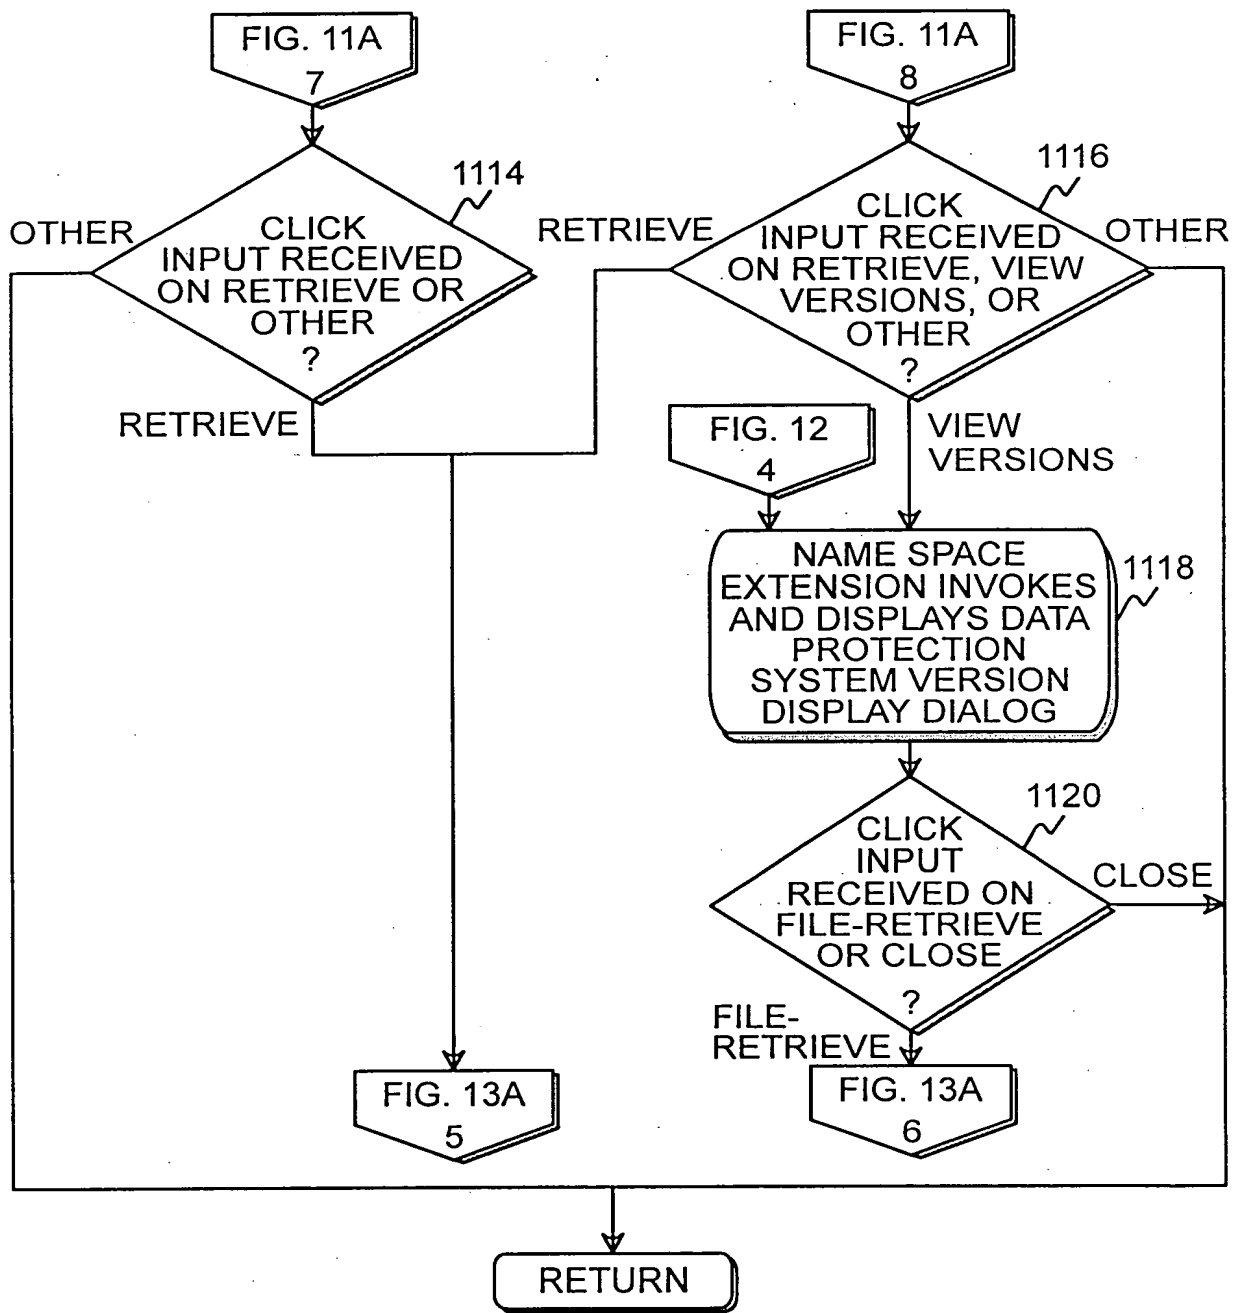 FIG. 11A
7
FIG. 11A
8
1114
1116
OTHER
CLICK
INPUT RECEIVED
ON RETRIEVE OR
OTHER
?
RETRIEVE
RETRIEVE
CLICK
INPUT RECEIVED
ON RETRIEVE, VIEW
VERSIONS, OR
OTHER
?
OTHER
FIG. 12
4
VIEW
VERSIONS
NAME SPACE
EXTENSION INVOKES
AND DISPLAYS DATA
PROTECTION
SYSTEM VERSION
DISPLAY DIALOG
1118
1120
CLICK
INPUT
RECEIVED ON
FILE-RETRIEVE
OR CLOSE
?
CLOSE
FILE-
RETRIEVE
FIG. 13A
5
FIG. 13A
6
RETURN